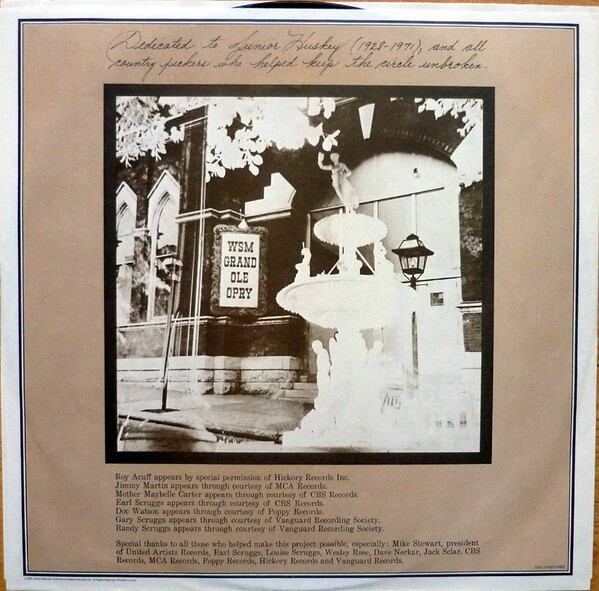 Dedicated to Junior Huskey (1928-1971), and all
country pickers who helped keep the circle unbroken.
WSM
GRAND
OLE
OPRY
Roy Acuff appears by special permission of Hickory Records Inc.
Jimmy Martin appears through courtesy of MCA Records.
Mother Maybelle Carter appears through courtesy of CBS Records.
Earl Scruggs appears through courtesy of CBS Records.
Doc Watson appears through courtesy of Poppy Records.
Gary Scruggs appears through courtesy of Vanguard Recording Society.
Randy Scruggs appears through courtesy of Vanguard Recording Society.
Special thanks to all those who helped make this project possible, especially: Mike Stewart, president
of United Artists Records, Earl Scruggs, Louise Scruggs, Wesley Rose, Dave Neckar, Jack Sclar, CBS
Records, MCA Records, Poppy Records, Hickory Records and Vanguard Records.